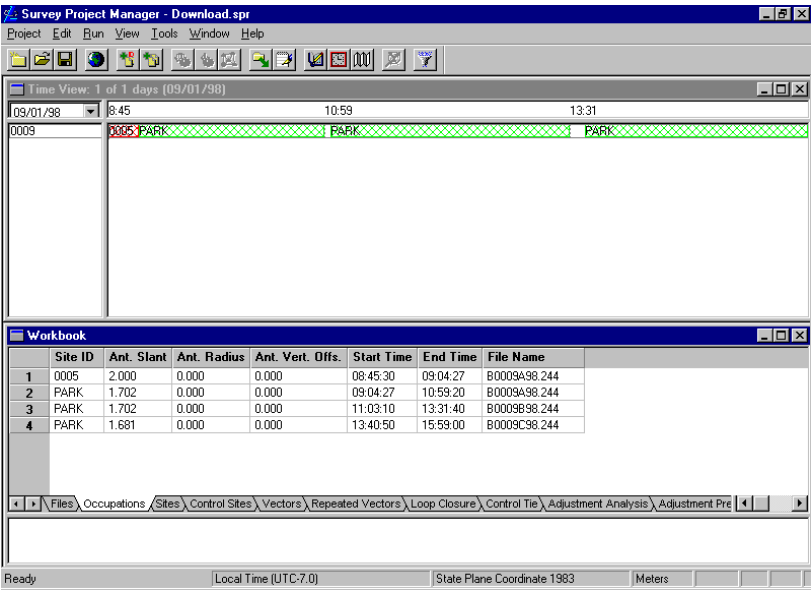 Survey Project Manager - Download.spr
Project Edit Run View Tools Window Help
Time View: 1 of 1 days (09/01/98)
09/01/98 8:45 10:59 13:31
0009 0005 PARK PARK PARK
Workbook
Site ID Ant. Slant Ant. Radius Ant. Vert. Offs. Start Time End Time File Name
1 0005 2.000 0.000 0.000 08:45:30 09:04:27 B0009A98.244
2 PARK 1.702 0.000 0.000 09:04:27 10:59:20 B0009A98.244
3 PARK 1.702 0.000 0.000 11:03:10 13:31:40 B0009B98.244
4 PARK 1.681 0.000 0.000 13:40:50 15:59:00 B0009C98.244
Files Occupations Sites Control Sites Vectors Repeated Vectors Loop Closure Control Tie Adjustment Analysis Adjustment Pre
Ready Local Time (UTC-7.0) State Plane Coordinate 1983 Meters